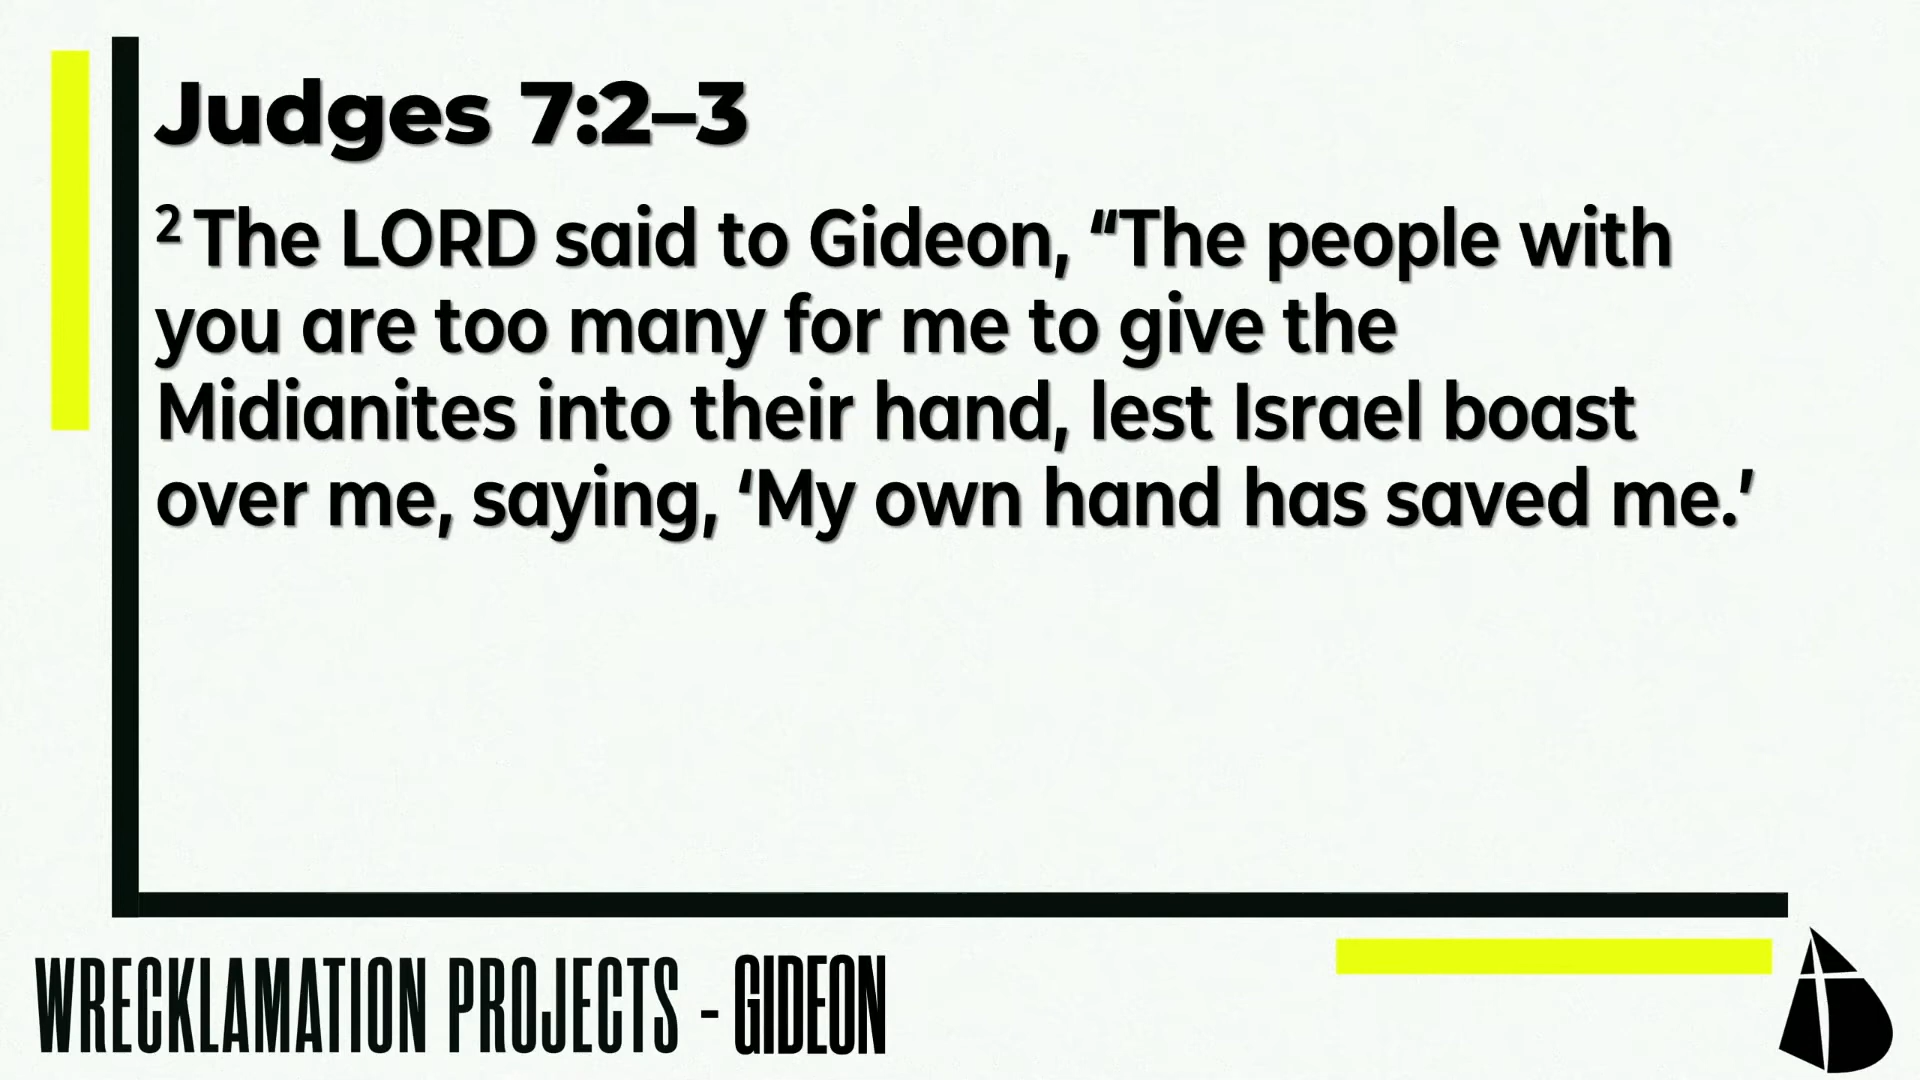 Judges 7:2–3
² The LORD said to Gideon, “The people with
you are too many for me to give the
Midianites into their hand, lest Israel boast
over me, saying, ‘My own hand has saved me.’
WRECKLAMATION PROJECTS - GIDEON